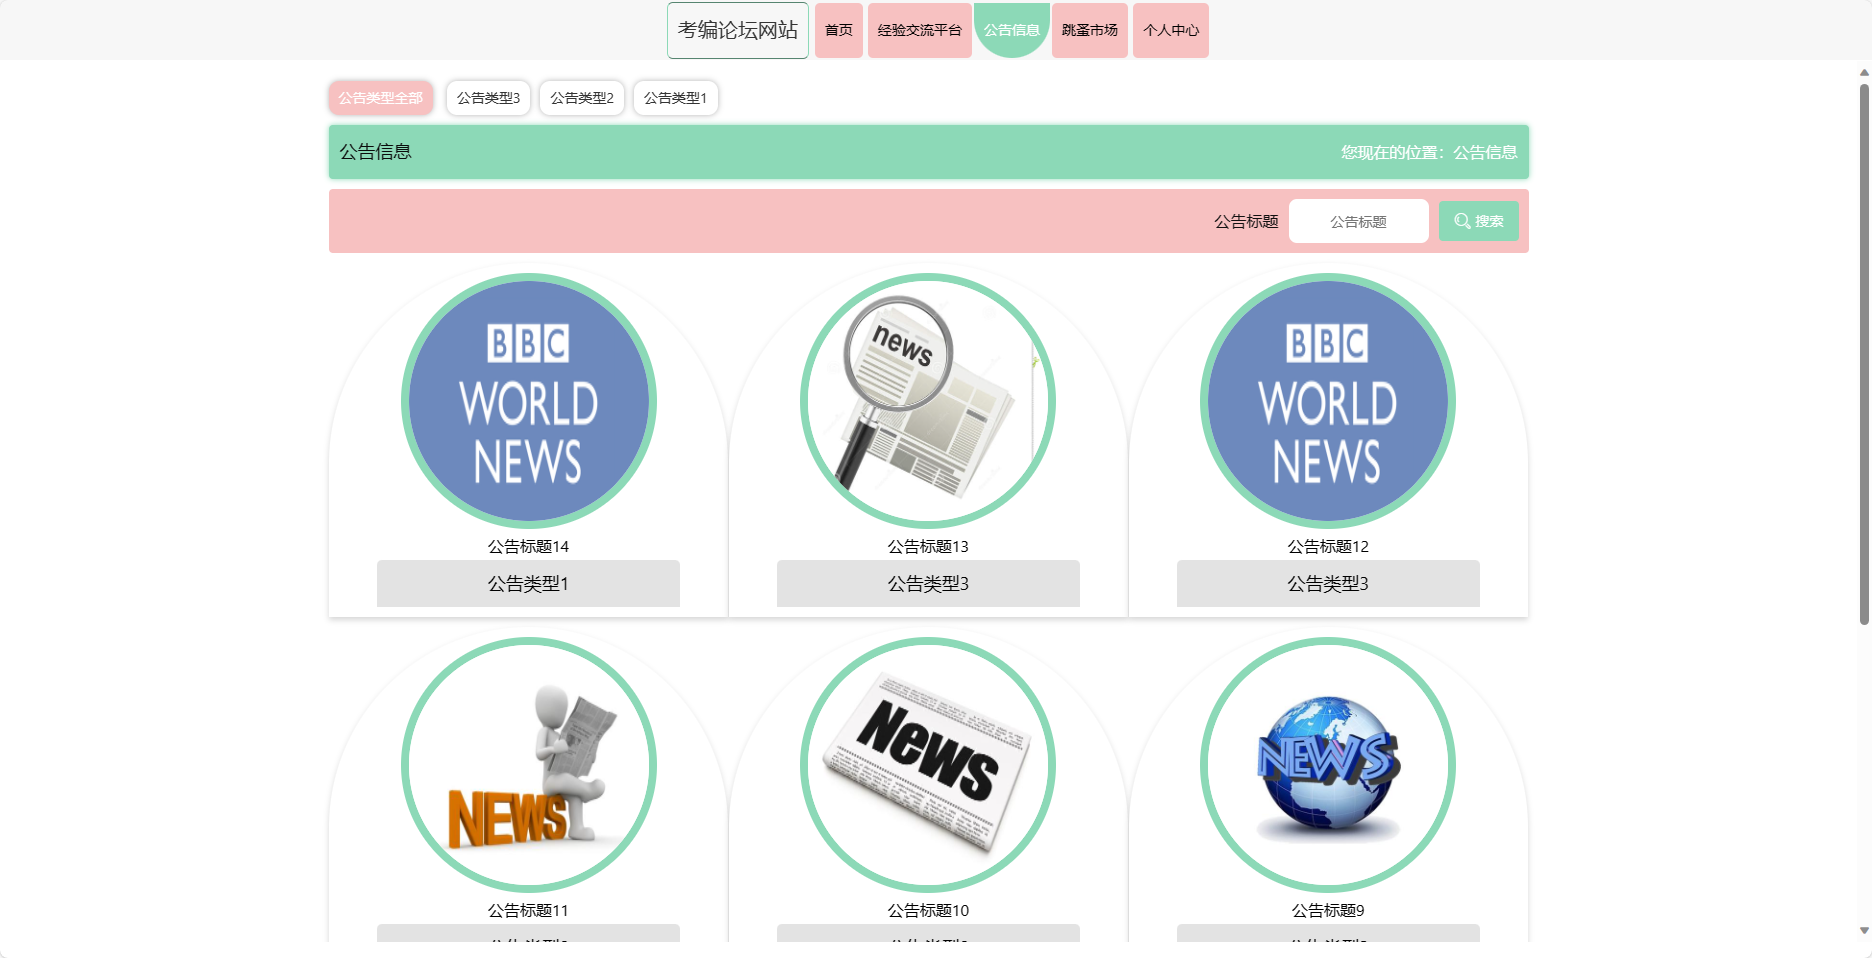 考编论坛网站 首页 经验交流平台 公告信息 跳蚤市场 个人中心
公告类型全部 公告类型3 公告类型2 公告类型1
公告信息 您现在的位置：公告信息
公告标题 公告标题 搜索
BBC WORLD NEWS
news
BBC WORLD NEWS
公告标题14 公告标题13 公告标题12
公告类型1 公告类型3 公告类型3
NEWS
News
NEWS
公告标题11 公告标题10 公告标题9